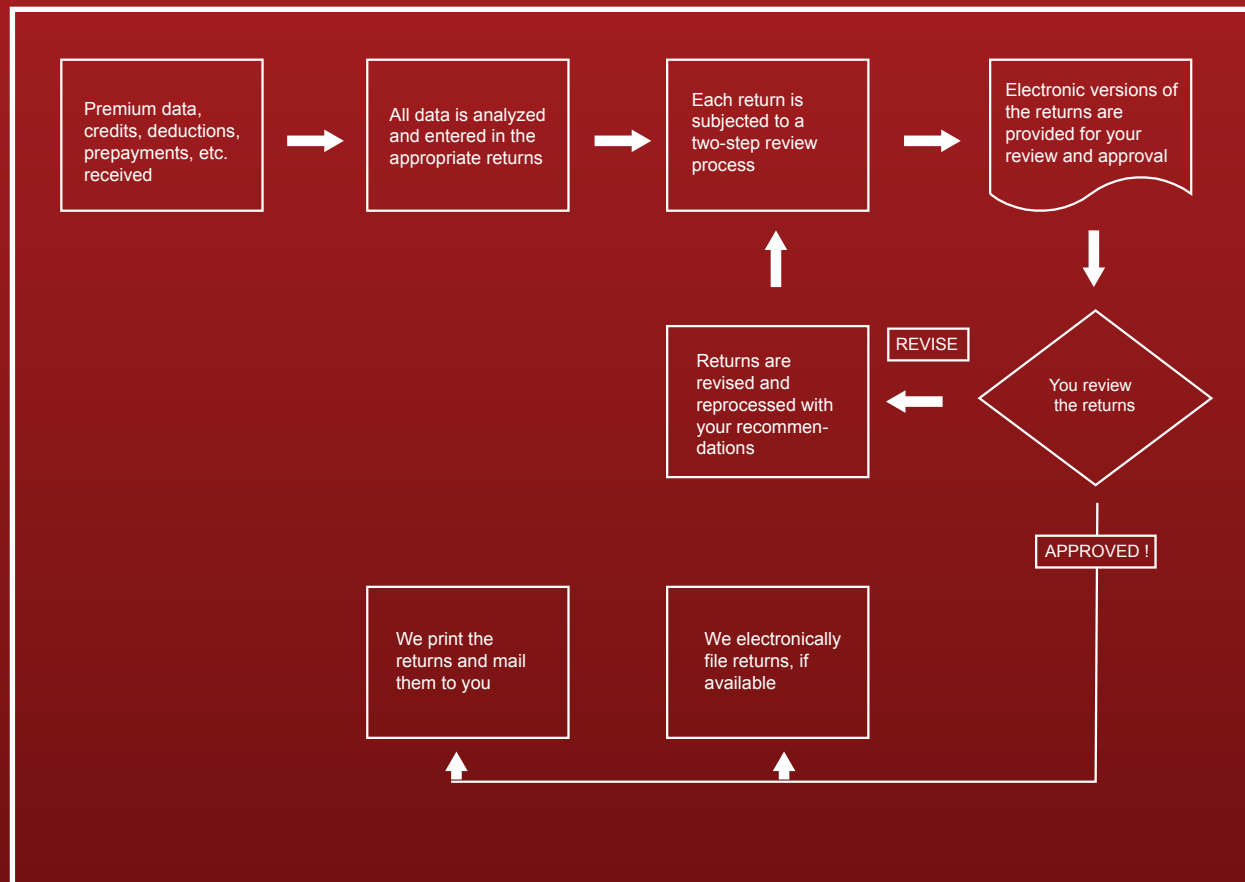 Premium data,
credits, deductions,
prepayments, etc.
received
All data is analyzed
and entered in the
appropriate returns
Each return is
subjected to a
two-step review
process
Electronic versions of
the returns are
provided for your
review and approval
You review
the returns
REVISE
Returns are
revised and
reprocessed with
your recommen-
dations
APPROVED !
We print the
returns and mail
them to you
We electronically
file returns, if
available